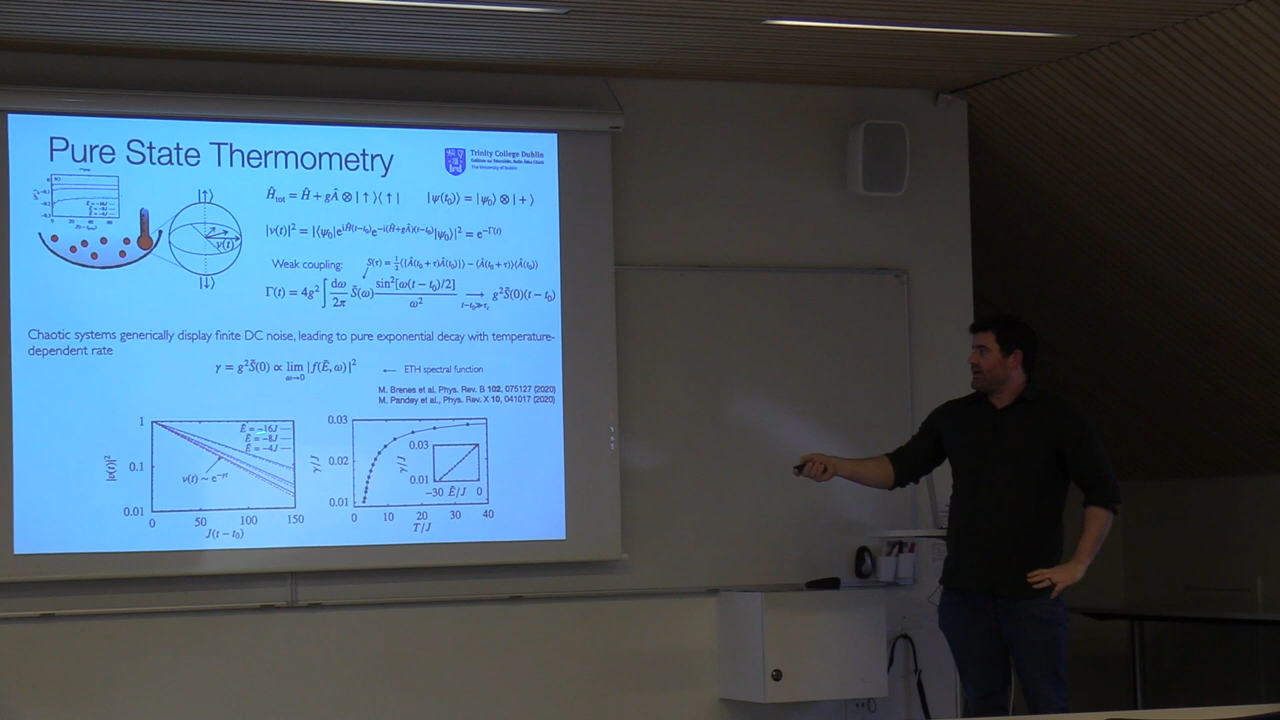 Pure State Thermometry
Trinity College Dublin
Coláiste na Tríonóide, Baile Átha Cliath
The University of Dublin
Ĥ_tot = Ĥ + gÂ ⊗ |↑⟩⟨↑| |ψ(t₀)⟩ = |ψ₀⟩ ⊗ |+⟩
|↑⟩
v(t)
|↓⟩
|v(t)|² = |⟨ψ₀|e^{iĤ(t−t₀)}e^{−i(Ĥ+gÂ)(t−t₀)}|ψ₀⟩|² = e^{−Γ(t)}
Weak coupling: S(τ) = ½⟨{Â(t₀+τ)Â(t₀)}⟩ − ⟨Â(t₀+τ)⟩⟨Â(t₀)⟩
Γ(t) = 4g² ∫ dω/2π S̃(ω) sin²[ω(t − t₀)/2]/ω² ⟶ g²S̃(0)(t − t₀)
t−t₀≫τ_c
Chaotic systems generically display finite DC noise, leading to pure exponential decay with temperature-
dependent rate
γ = g²S̃(0) ∝ lim_{ω→0} |f(Ē, ω)|² ← ETH spectral function
M. Brenes et al. Phys. Rev. B 102, 075127 (2020)
M. Pandey et al., Phys. Rev. X 10, 041017 (2020)
|v(t)|²
1
0.1
0.01
Ē = −16J
Ē = −8J
Ē = −4J
v(t) ~ e^{−γt}
0 50 100 150
J(t − t₀)
γ/J
0.03
0.02
0.01
γ/J
0.03
0.01
−30 Ē/J 0
0 10 20 30 40
T/J